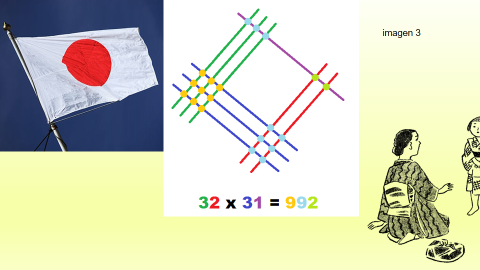 imagen 3
32 x 31 = 992